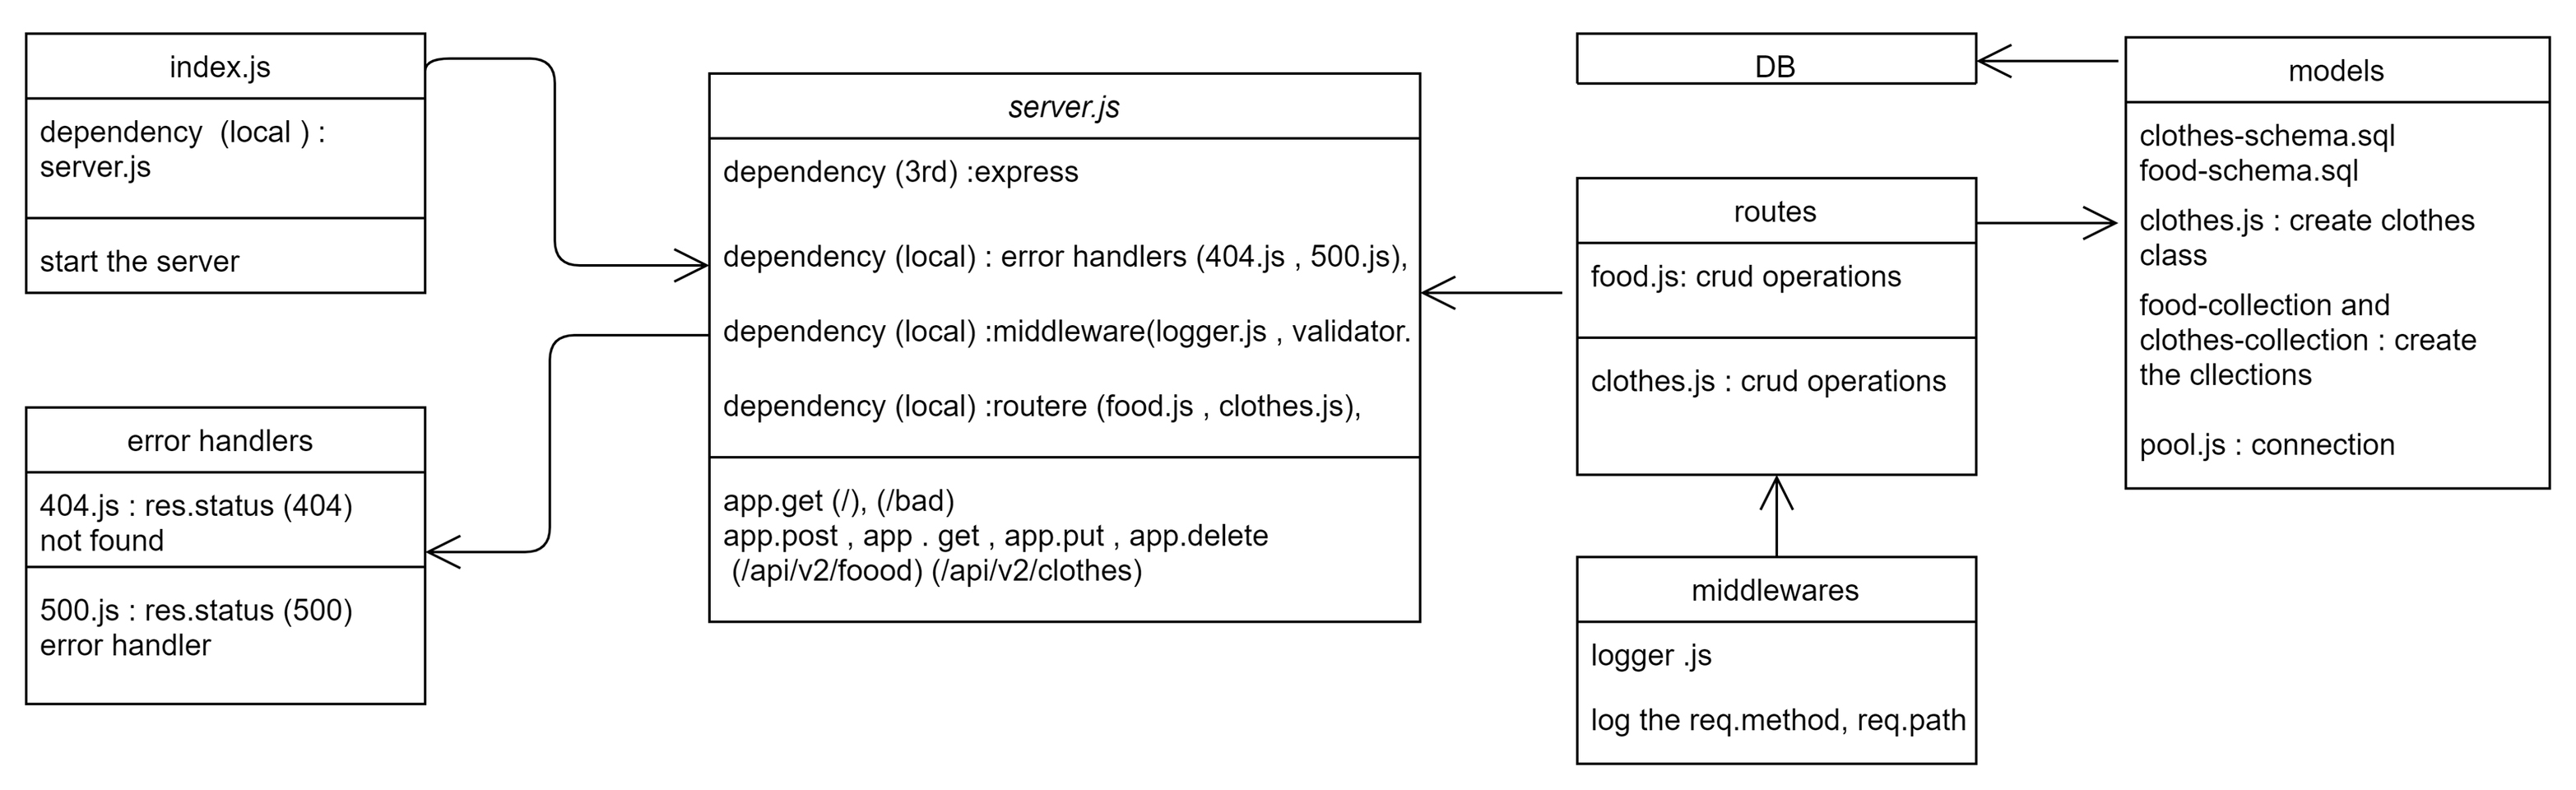 index.js
dependency  (local ) :
server.js
start the server
error handlers
404.js : res.status (404)
not found
500.js : res.status (500)
error handler
server.js
dependency (3rd) :express
dependency (local) : error handlers (404.js , 500.js),
dependency (local) :middleware(logger.js , validator.
dependency (local) :routere (food.js , clothes.js),
app.get (/), (/bad)
app.post , app . get , app.put , app.delete
(/api/v2/foood) (/api/v2/clothes)
DB
routes
food.js: crud operations
clothes.js : crud operations
middlewares
logger .js
log the req.method, req.path
models
clothes-schema.sql
food-schema.sql
clothes.js : create clothes
class
food-collection and
clothes-collection : create
the cllections
pool.js : connection